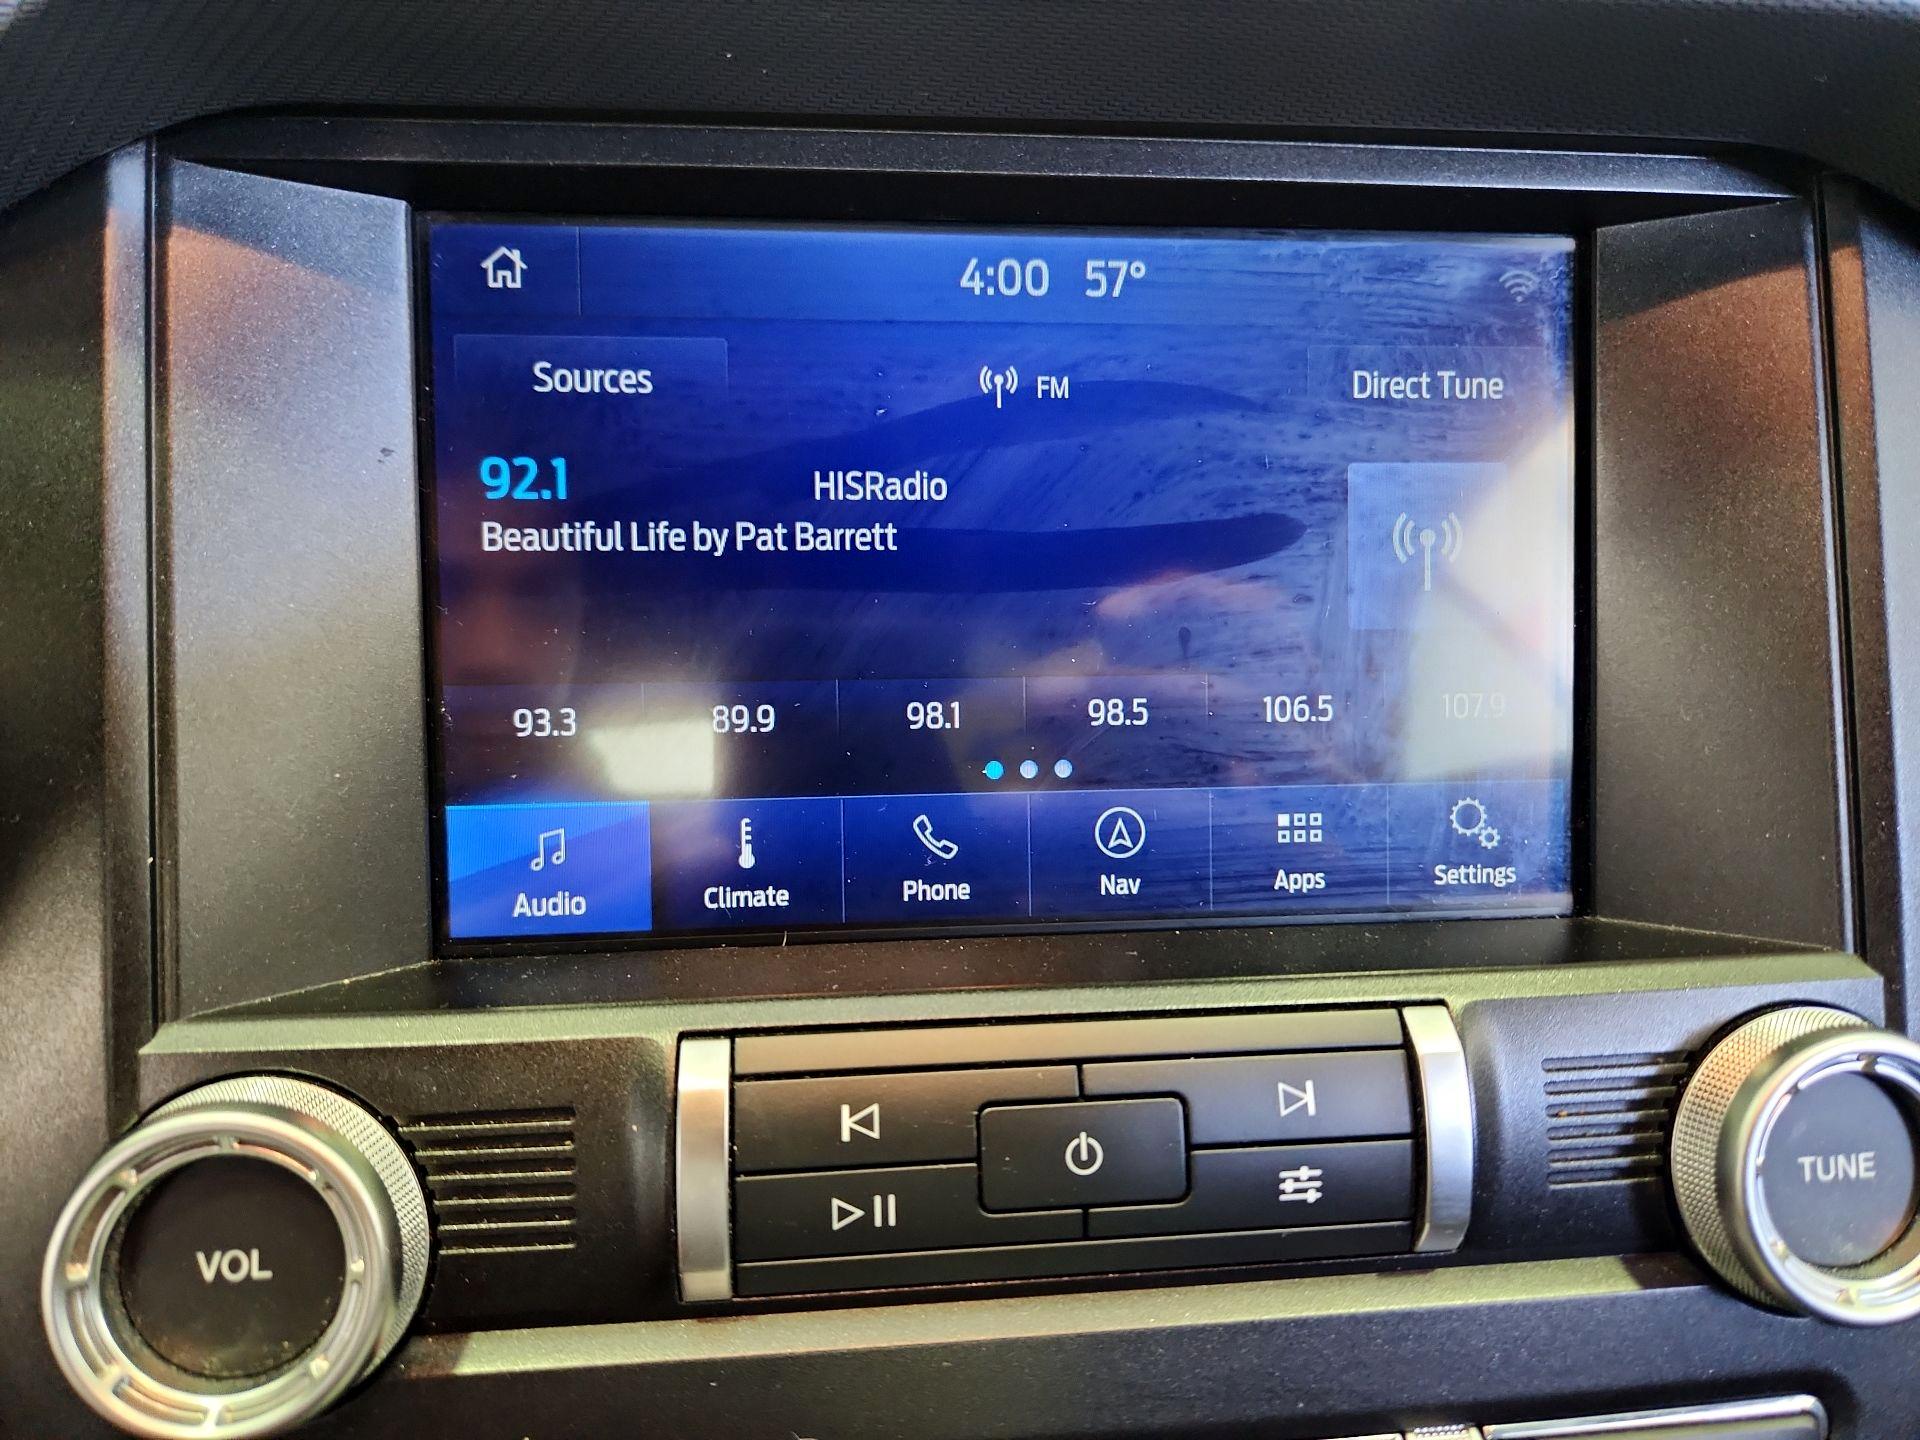 4:00 57°
Sources FM Direct Tune
92.1 HISRadio
Beautiful Life by Pat Barrett
93.3 89.9 98.1 98.5 106.5 107.9
Audio Climate Phone Nav Apps Settings
VOL TUNE